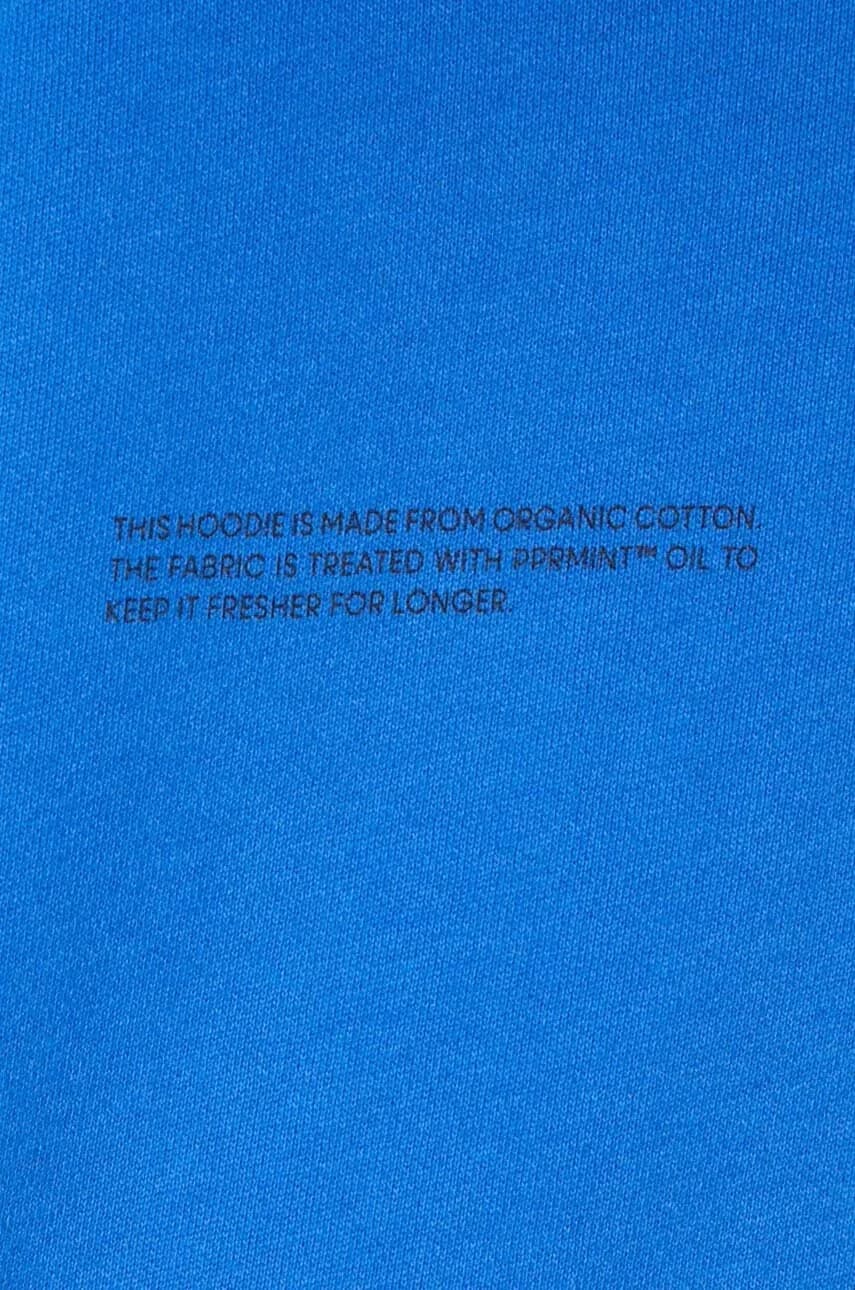 THIS HOODIE IS MADE FROM ORGANIC COTTON.
THE FABRIC IS TREATED WITH PPRMINT™ OIL TO
KEEP IT FRESHER FOR LONGER.